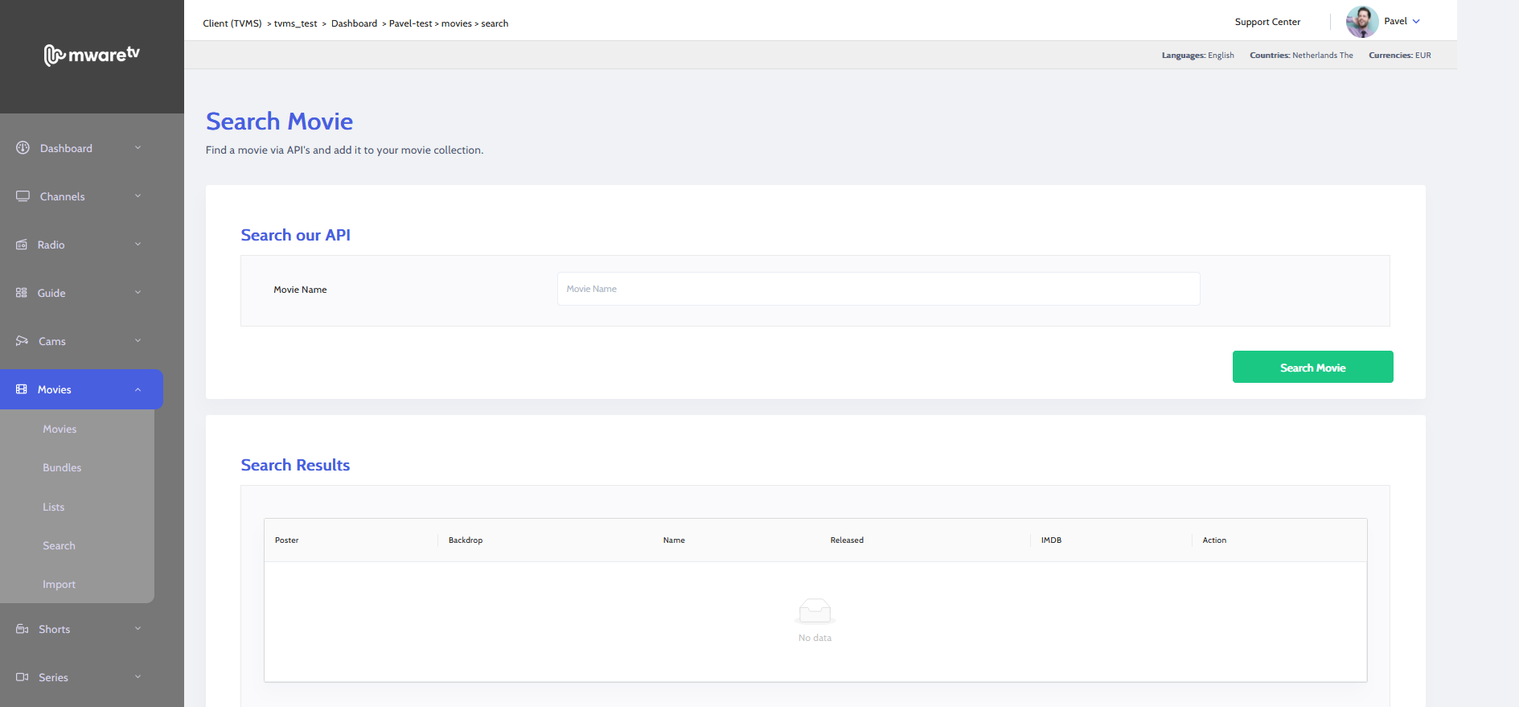 mwaretv
Client (TVMS) > tvms_test > Dashboard > Pavel-test > movies > search
Support Center
Pavel
Languages: English Countries: Netherlands The Currencies: EUR
Dashboard
Channels
Radio
Guide
Cams
Movies
Movies
Bundles
Lists
Search
Import
Shorts
Series
Search Movie
Find a movie via API's and add it to your movie collection.
Search our API
Movie Name
Movie Name
Search Movie
Search Results
Poster Backdrop Name Released IMDB Action
No data